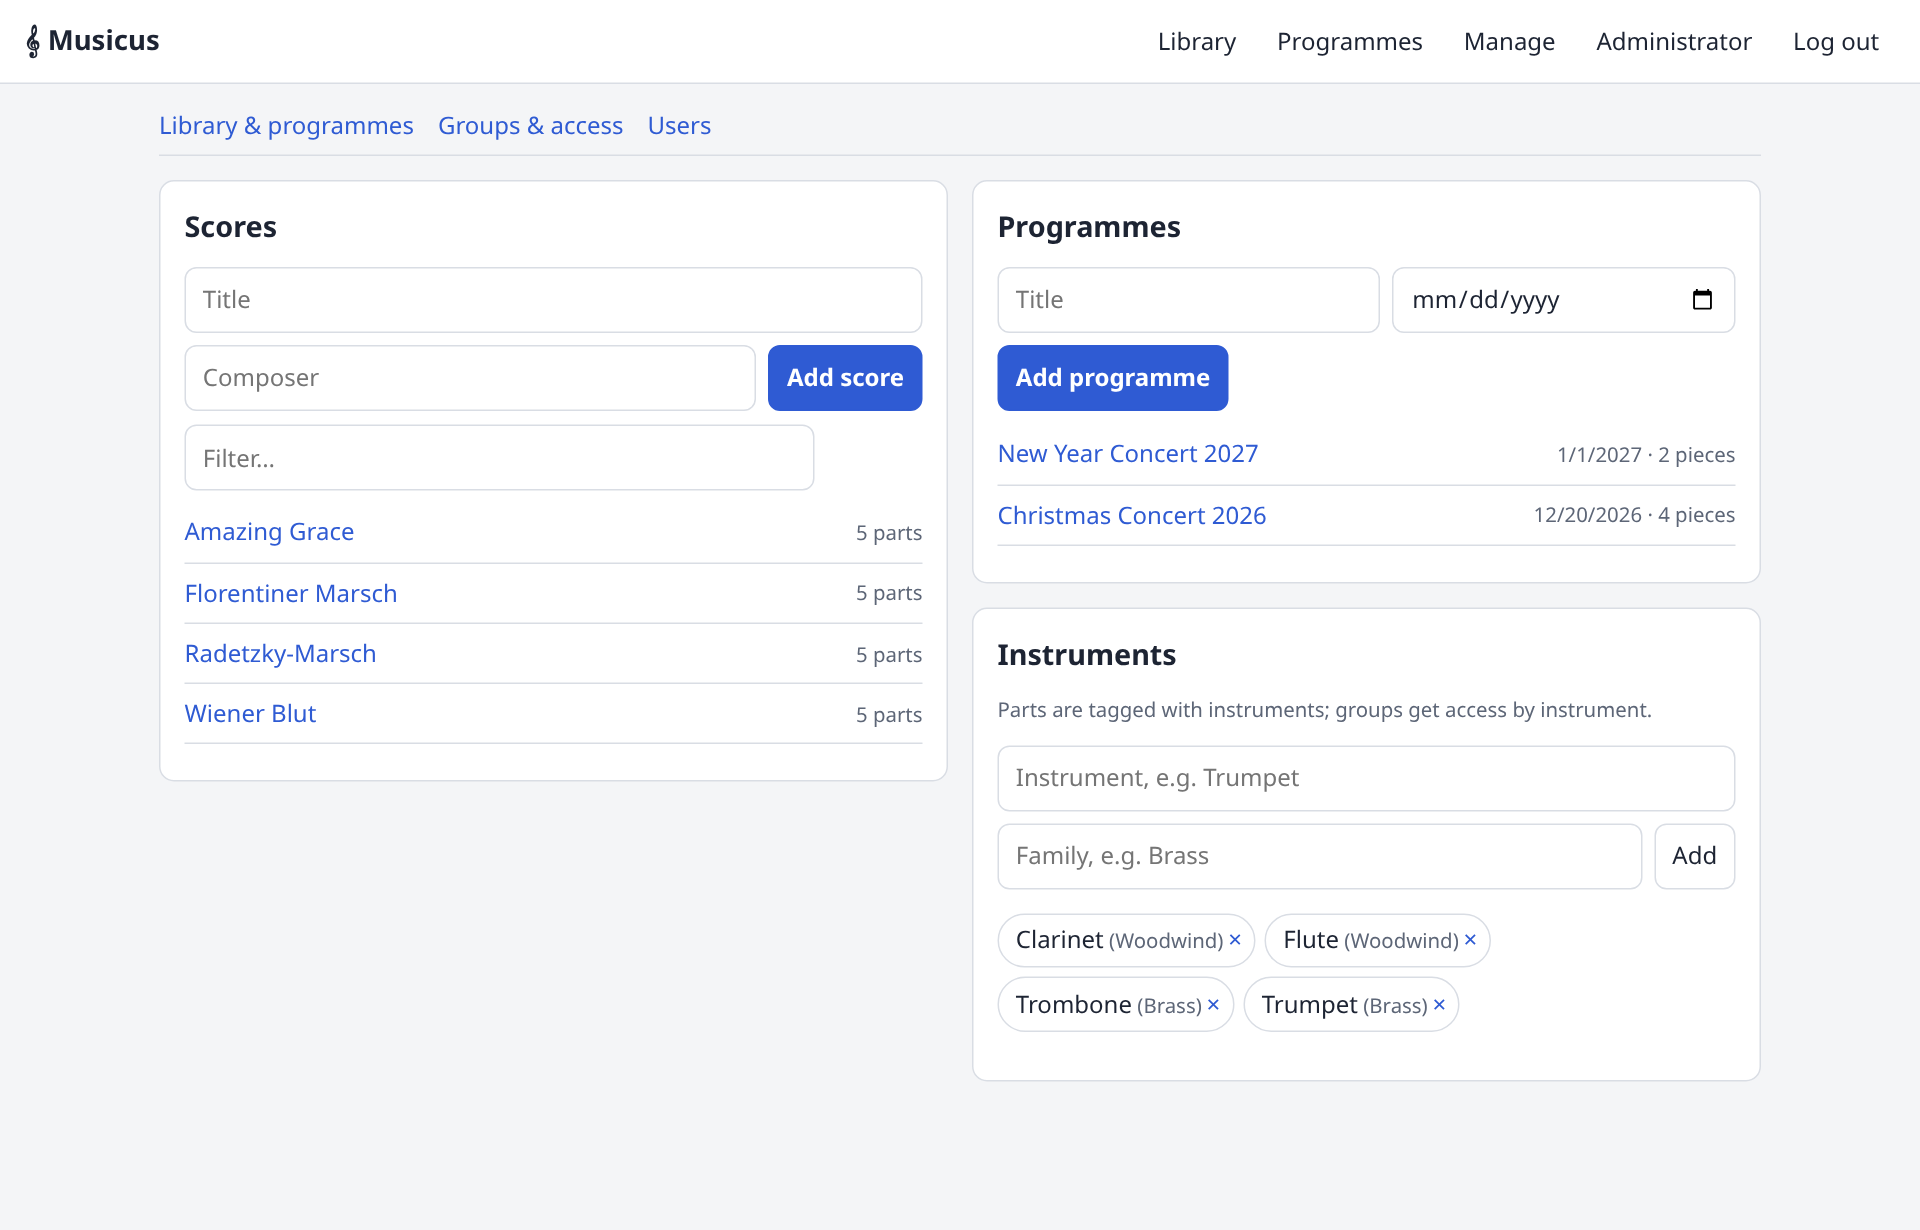 Musicus
Library Programmes Manage Administrator Log out
Library & programmes Groups & access Users
Scores
Title
Composer Add score
Filter...
Amazing Grace 5 parts
Florentiner Marsch 5 parts
Radetzky-Marsch 5 parts
Wiener Blut 5 parts
Programmes
Title mm/dd/yyyy
Add programme
New Year Concert 2027 1/1/2027 · 2 pieces
Christmas Concert 2026 12/20/2026 · 4 pieces
Instruments
Parts are tagged with instruments; groups get access by instrument.
Instrument, e.g. Trumpet
Family, e.g. Brass Add
Clarinet (Woodwind) × Flute (Woodwind) ×
Trombone (Brass) × Trumpet (Brass) ×